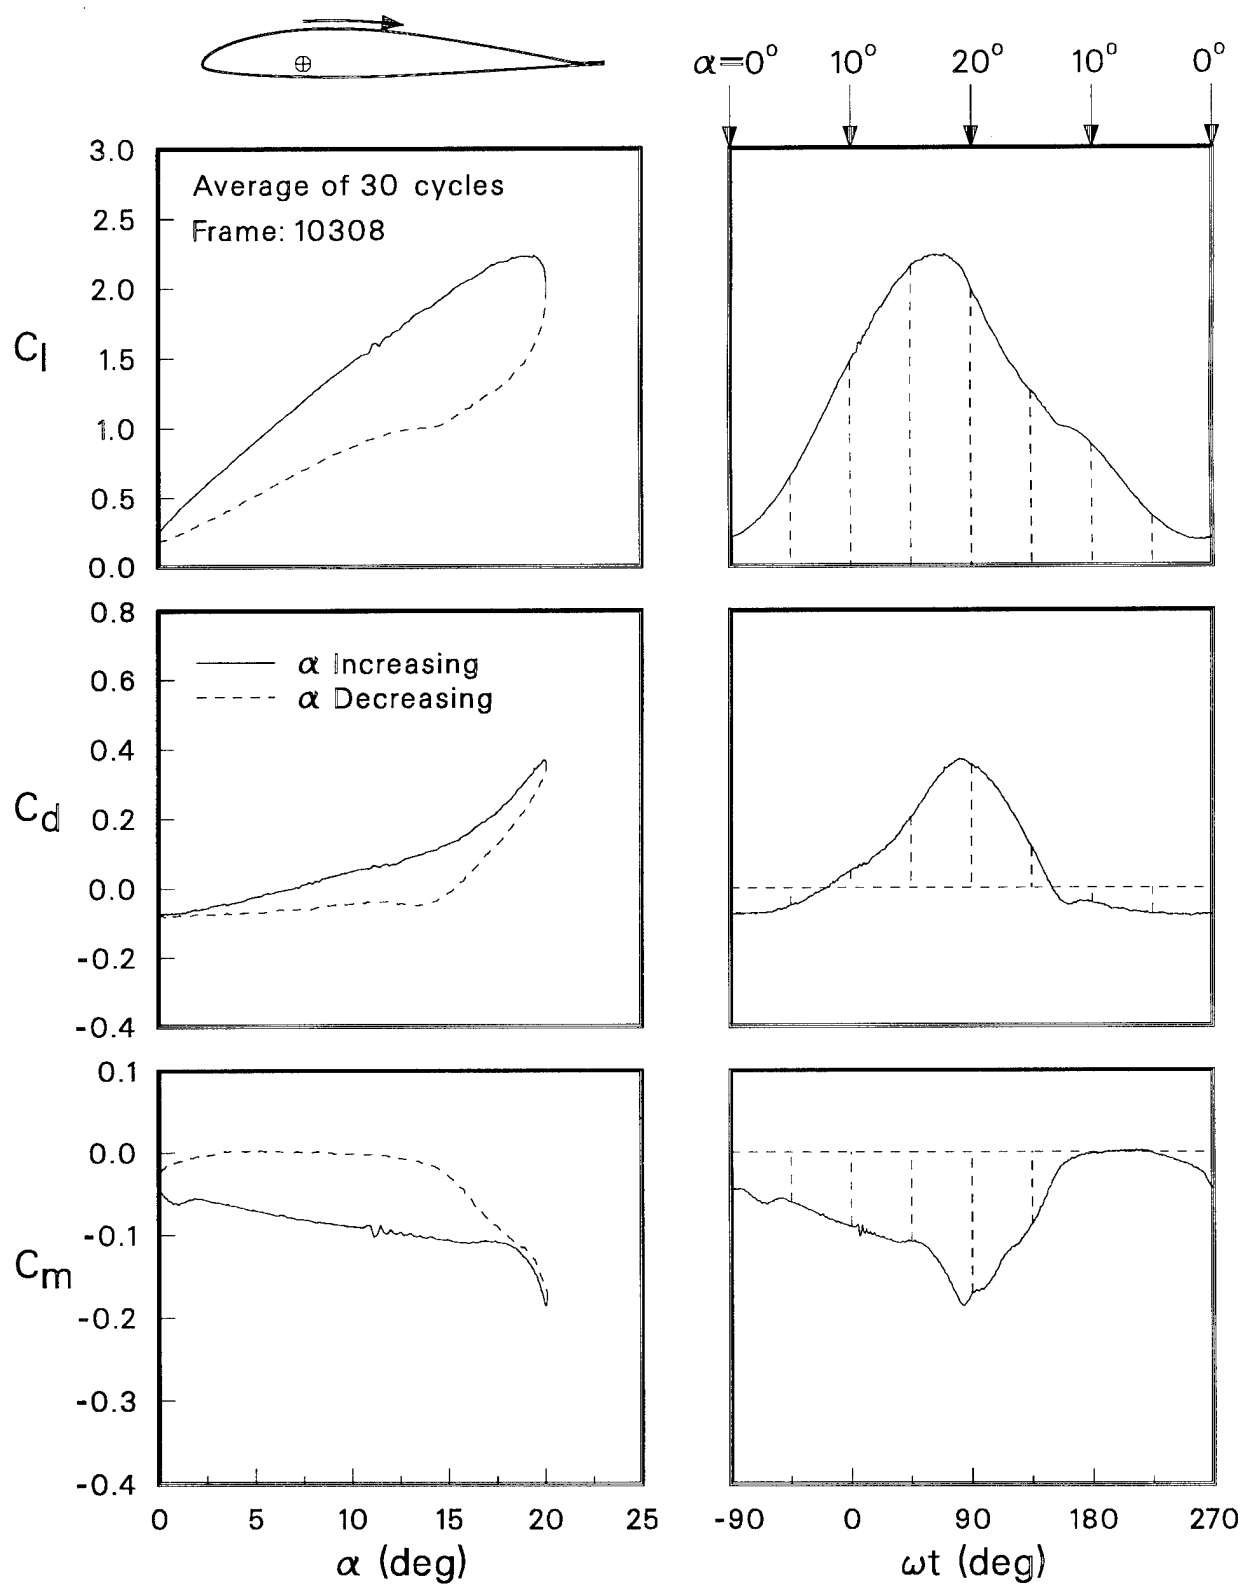 α=0° 10° 20° 10° 0°
3.0
Average of 30 cycles
2.5
Frame: 10308
2.0
Cl
1.5
1.0
0.5
0.0
0.8
α Increasing
0.6
α Decreasing
0.4
Cd
0.2
0.0
-0.2
-0.4
0.1
0.0
-0.1
Cm
-0.2
-0.3
-0.4
0 5 10 15 20 25
α (deg)
-90 0 90 180 270
ωt (deg)